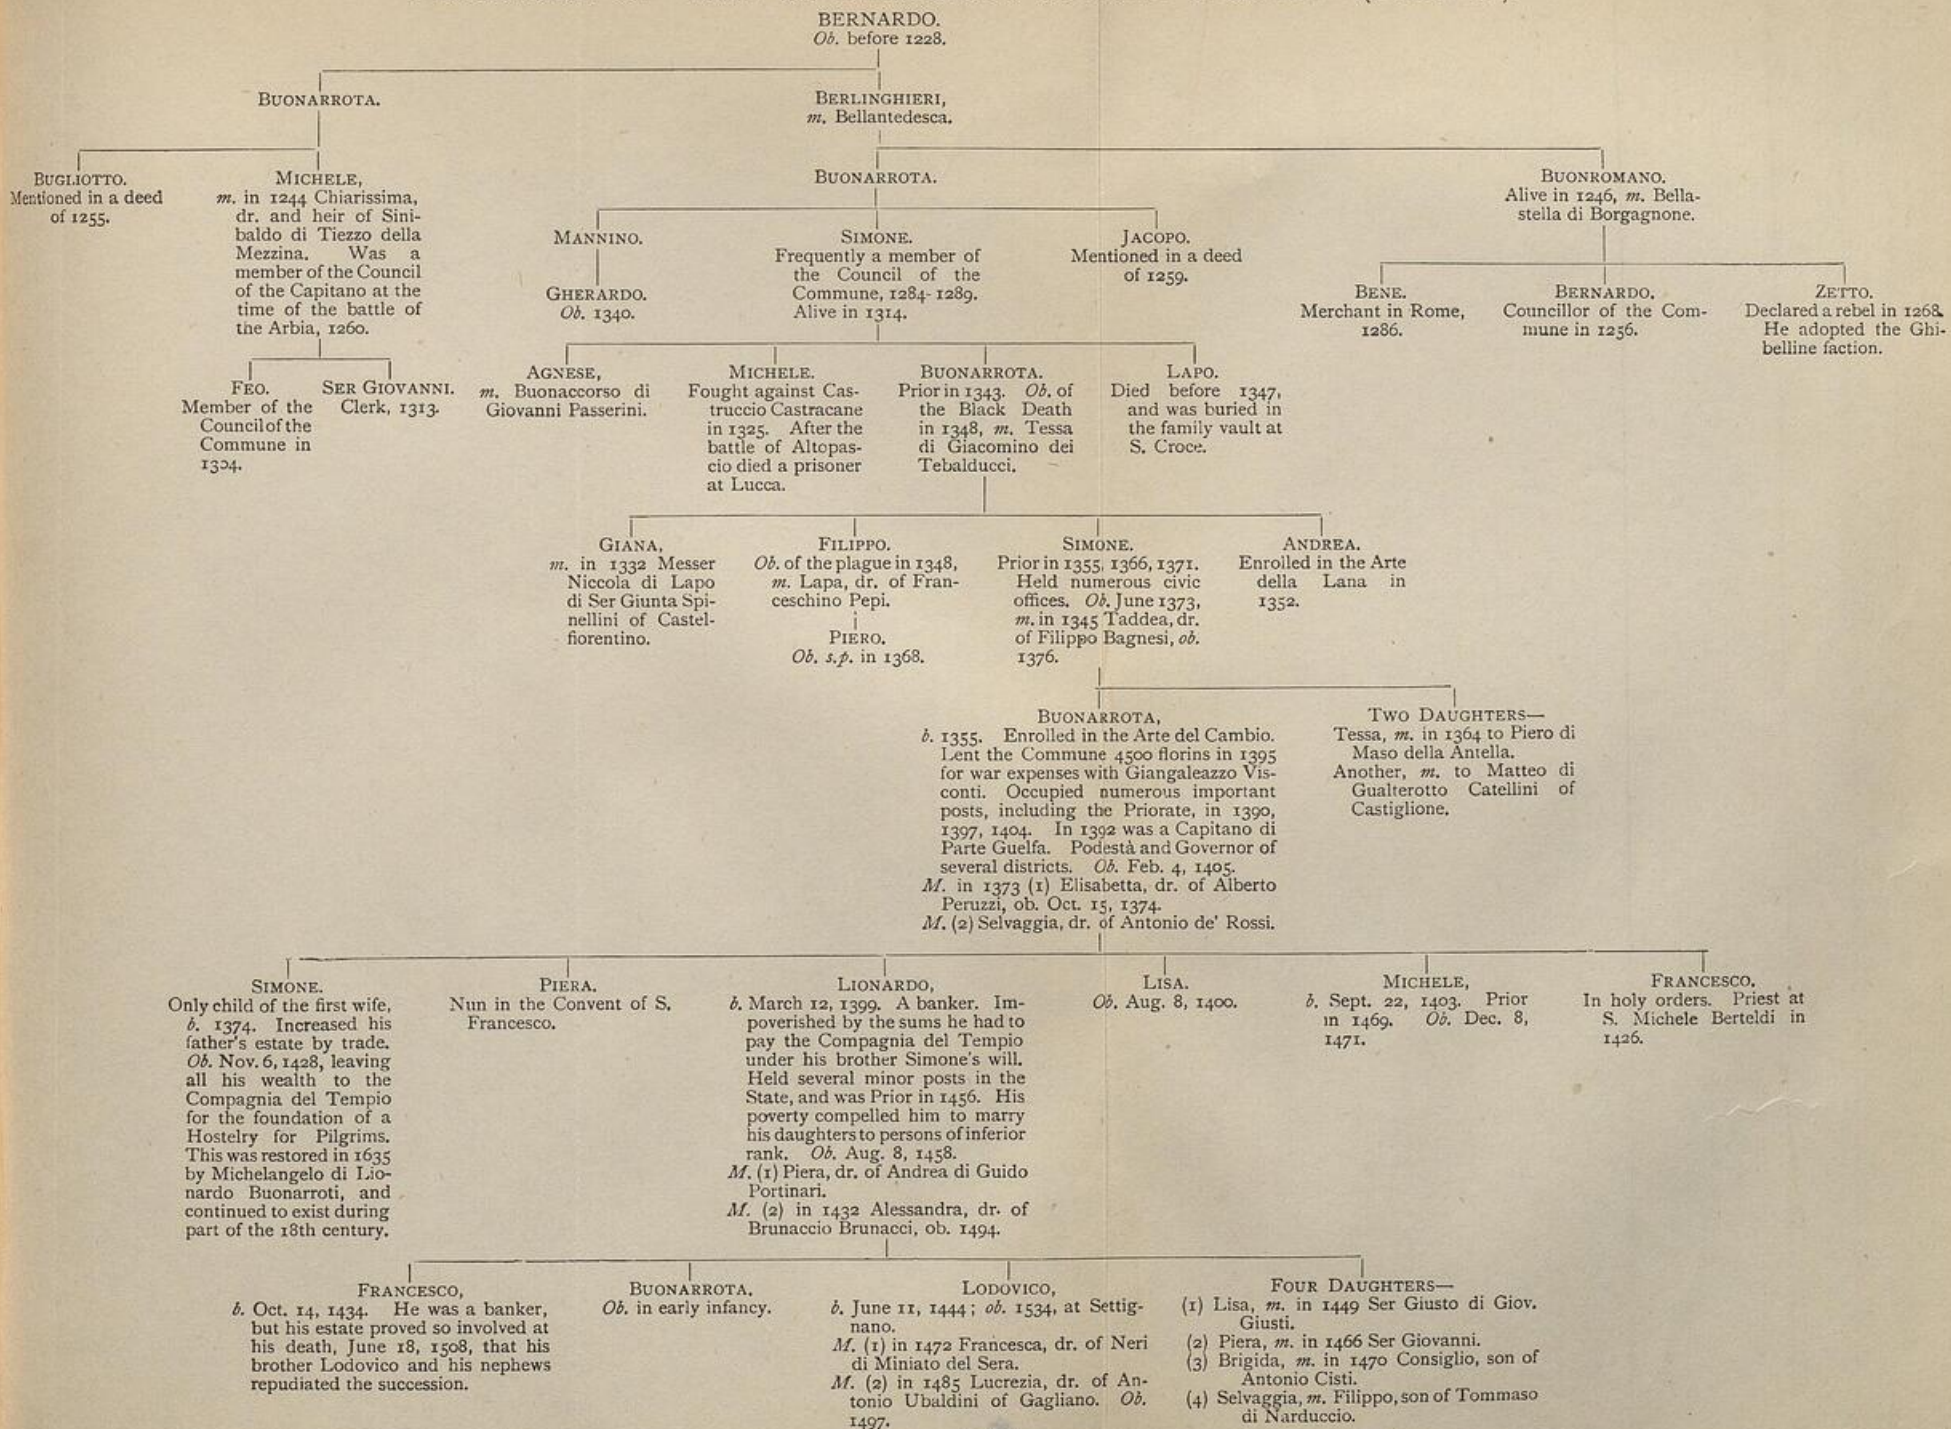 BERNARDO.
Ob. before 1228.
BUONARROTA.
BERLINGHIERI,
m. Bellantedesca.
BUGLIOTTO.
Mentioned in a deed
of 1255.
MICHELE,
m. in 1244 Chiarissima,
dr. and heir of Sini-
baldo di Tiezzo della
Mezzina. Was a
member of the Council
of the Capitano at the
time of the battle of
the Arbia, 1260.
BUONARROTA.
BUONROMANO.
Alive in 1246, m. Bella-
stella di Borgagnone.
MANNINO.
GHERARDO.
Ob. 1340.
SIMONE.
Frequently a member of
the Council of the
Commune, 1284-1289.
Alive in 1314.
JACOPO.
Mentioned in a deed
of 1259.
BENE.
Merchant in Rome,
1286.
BERNARDO.
Councillor of the Com-
mune in 1256.
ZETTO.
Declared a rebel in 1268.
He adopted the Ghi-
belline faction.
FEO.
Member of the
Council of the
Commune in
1304.
SER GIOVANNI.
Clerk, 1313.
AGNESE,
m. Buonaccorso di
Giovanni Passerini.
MICHELE.
Fought against Cas-
truccio Castracane
in 1325. After the
battle of Altopas-
cio died a prisoner
at Lucca.
BUONARROTA.
Prior in 1343. Ob. of
the Black Death
in 1348, m. Tessa
di Giacomino dei
Tebalducci.
LAPO.
Died before 1347,
and was buried in
the family vault at
S. Croce.
GIANA,
m. in 1332 Messer
Niccola di Lapo
di Ser Giunta Spi-
nellini of Castel-
fiorentino.
FILIPPO.
Ob. of the plague in 1348,
m. Lapa, dr. of Fran-
ceschino Pepi.
PIERO.
Ob. s.p. in 1368.
SIMONE.
Prior in 1355, 1366, 1371.
Held numerous civic
offices. Ob. June 1373,
m. in 1345 Taddea, dr.
of Filippo Bagnesi, ob.
1376.
ANDREA.
Enrolled in the Arte
della Lana in
1352.
BUONARROTA,
b. 1355. Enrolled in the Arte del Cambio.
Lent the Commune 4500 florins in 1395
for war expenses with Giangaleazzo Vis-
conti. Occupied numerous important
posts, including the Priorate, in 1390,
1397, 1404. In 1392 was a Capitano di
Parte Guelfa. Podestà and Governor of
several districts. Ob. Feb. 4, 1405.
M. in 1373 (1) Elisabetta, dr. of Alberto
Peruzzi, ob. Oct. 15, 1374.
M. (2) Selvaggia, dr. of Antonio de' Rossi.
TWO DAUGHTERS—
Tessa, m. in 1364 to Piero di
Maso della Antella.
Another, m. to Matteo di
Gualterotto Catellini of
Castiglione.
SIMONE.
Only child of the first wife,
b. 1374. Increased his
father's estate by trade.
Ob. Nov. 6, 1428, leaving
all his wealth to the
Compagnia del Tempio
for the foundation of a
Hostelry for Pilgrims.
This was restored in 1635
by Michelangelo di Lio-
nardo Buonarroti, and
continued to exist during
part of the 18th century.
PIERA.
Nun in the Convent of S.
Francesco.
LIONARDO,
b. March 12, 1399. A banker. Im-
poverished by the sums he had to
pay the Compagnia del Tempio
under his brother Simone's will.
Held several minor posts in the
State, and was Prior in 1456. His
poverty compelled him to marry
his daughters to persons of inferior
rank. Ob. Aug. 8, 1458.
M. (1) Piera, dr. of Andrea di Guido
Portinari.
M. (2) in 1432 Alessandra, dr. of
Brunaccio Brunacci, ob. 1494.
LISA.
Ob. Aug. 8, 1400.
MICHELE,
b. Sept. 22, 1403. Prior
in 1469. Ob. Dec. 8,
1471.
FRANCESCO.
In holy orders. Priest at
S. Michele Berteldi in
1426.
FRANCESCO,
b. Oct. 14, 1434. He was a banker,
but his estate proved so involved at
his death, June 18, 1508, that his
brother Lodovico and his nephews
repudiated the succession.
BUONARROTA.
Ob. in early infancy.
LODOVICO,
b. June 11, 1444; ob. 1534, at Settig-
nano.
M. (1) in 1472 Francesca, dr. of Neri
di Miniato del Sera.
M. (2) in 1485 Lucrezia, dr. of An-
tonio Ubaldini of Gagliano. Ob.
1497.
FOUR DAUGHTERS—
(1) Lisa, m. in 1449 Ser Giusto di Giov.
Giusti.
(2) Piera, m. in 1466 Ser Giovanni.
(3) Brigida, m. in 1470 Consiglio, son of
Antonio Cisti.
(4) Selvaggia, m. Filippo, son of Tommaso
di Narduccio.